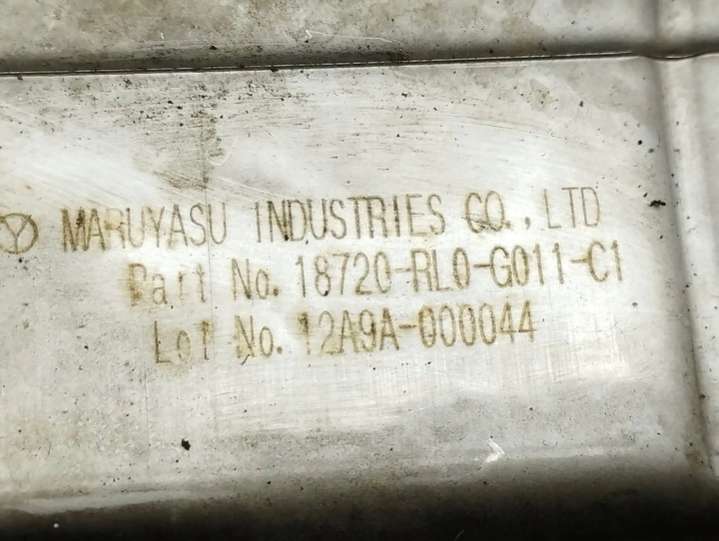 MARUYASU INDUSTRIES CO., LTD
Part No. 18720-RL0-G011-C1
Lot No. 12A9A-000044